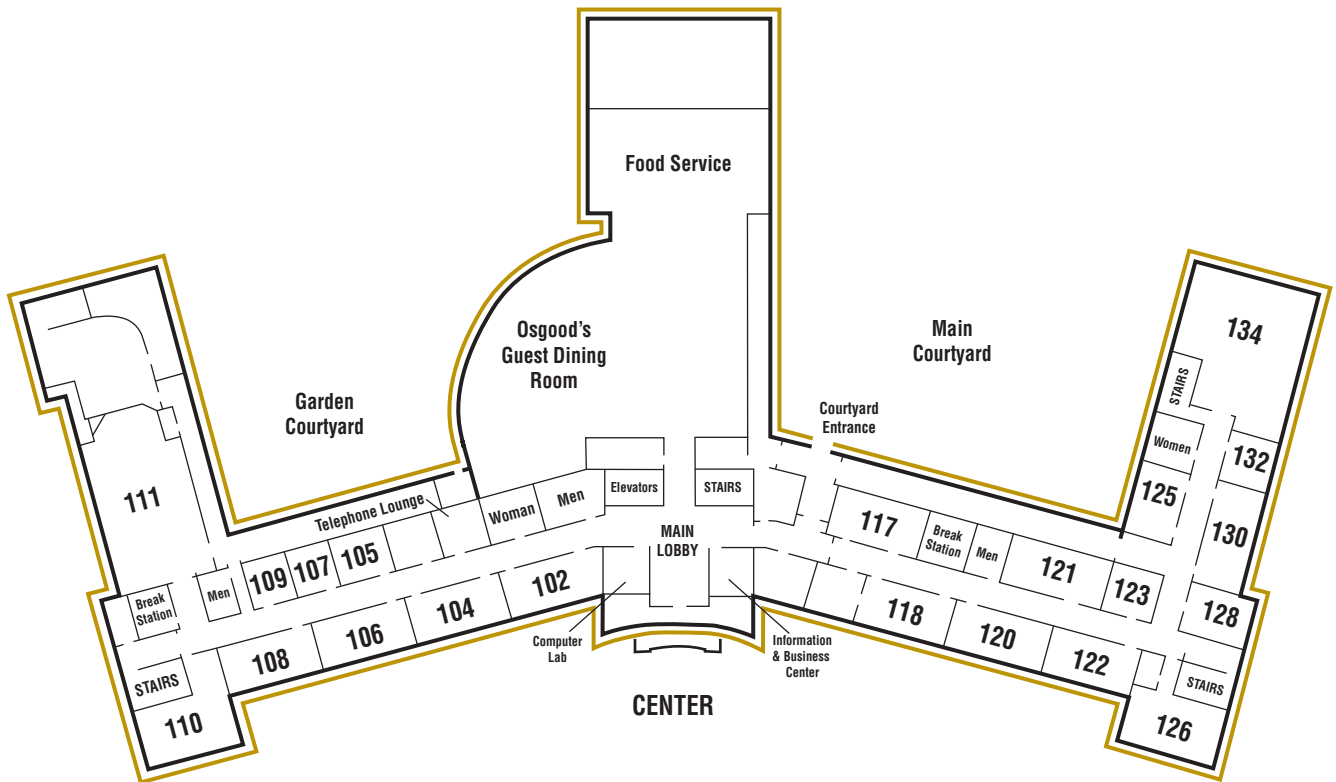 Food Service
Osgood's
Guest Dining
Room
Main
Courtyard
134
Garden
Courtyard
Courtyard
Entrance
STAIRS
Women
132
125
130
111
Telephone Lounge
Woman
Men
Elevators
STAIRS
MAIN
LOBBY
117
Break
Station
Men
121
123
128
109
107
105
Men
Break
Station
102
104
106
108
STAIRS
110
Computer
Lab
Information
& Business
Center
118
120
122
STAIRS
126
CENTER